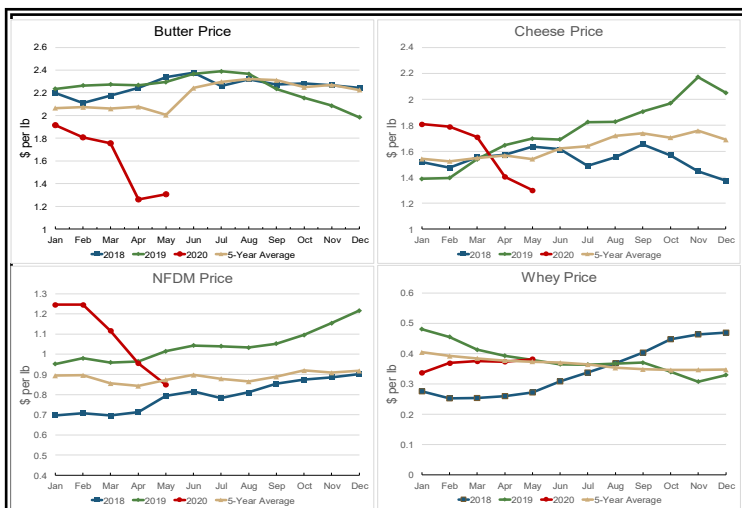 Butter Price
2.6
2.4
2.2
2
1.8
1.6
1.4
1.2
1
$ per lb
Jan Feb Mar Apr May Jun Jul Aug Sep Oct Nov Dec
2018 2019 2020 5-Year Average
Cheese Price
2.4
2.2
2
1.8
1.6
1.4
1.2
1
$ per lb
Jan Feb Mar Apr May Jun Jul Aug Sep Oct Nov Dec
2018 2019 2020 5-Year Average
NFDM Price
1.3
1.2
1.1
1
0.9
0.8
0.7
0.6
0.5
0.4
$ per lb
Jan Feb Mar Apr May Jun Jul Aug Sep Oct Nov Dec
2018 2019 2020 5-Year Average
Whey Price
0.6
0.5
0.4
0.3
0.2
0.1
0
$ per lb
Jan Feb Mar Apr May Jun Jul Aug Sep Oct Nov Dec
2018 2019 2020 5-Year Average